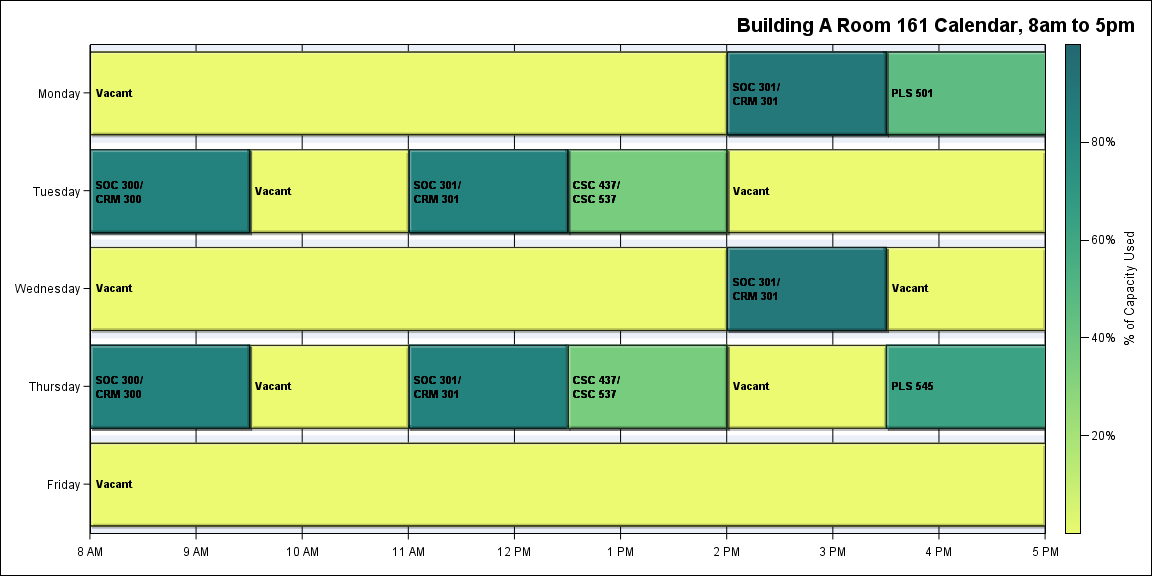 Building A Room 161 Calendar, 8am to 5pm
Monday
Vacant
SOC 301/
CRM 301
PLS 501
Tuesday
SOC 300/
CRM 300
Vacant
SOC 301/
CRM 301
CSC 437/
CSC 537
Vacant
Wednesday
Vacant
SOC 301/
CRM 301
Vacant
Thursday
SOC 300/
CRM 300
Vacant
SOC 301/
CRM 301
CSC 437/
CSC 537
Vacant
PLS 545
Friday
Vacant
8 AM 9 AM 10 AM 11 AM 12 PM 1 PM 2 PM 3 PM 4 PM 5 PM
80%
60%
40%
20%
% of Capacity Used